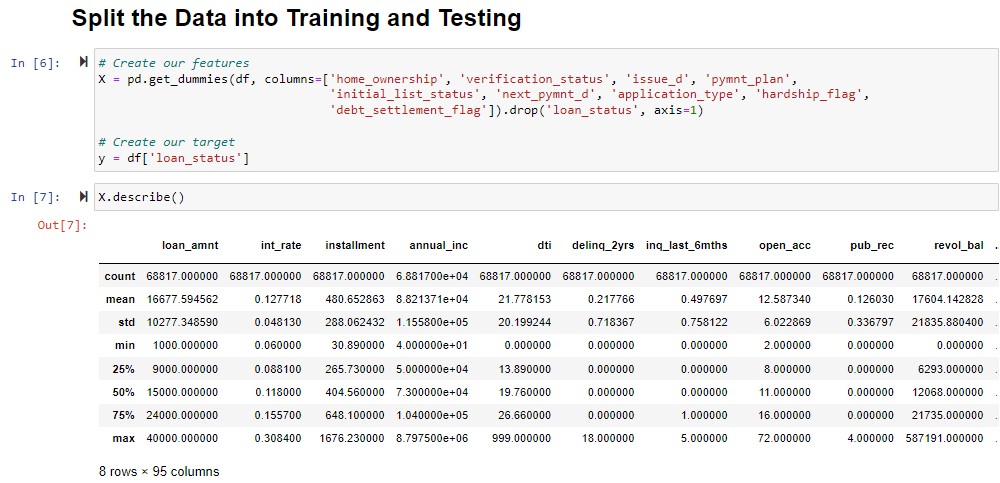 Split the Data into Training and Testing
In [6]:
# Create our features
X = pd.get_dummies(df, columns=['home_ownership', 'verification_status', 'issue_d', 'pymnt_plan',
'initial_list_status', 'next_pymnt_d', 'application_type', 'hardship_flag',
'debt_settlement_flag']).drop('loan_status', axis=1)
# Create our target
y = df['loan_status']
In [7]: X.describe()
Out[7]:
loan_amnt int_rate installment annual_inc dti delinq_2yrs inq_last_6mths open_acc pub_rec revol_bal .
count 68817.000000 68817.000000 68817.000000 6.881700e+04 68817.000000 68817.000000 68817.000000 68817.000000 68817.000000 68817.000000 .
mean 16677.594562 0.127718 480.652863 8.821371e+04 21.778153 0.217766 0.497697 12.587340 0.126030 17604.142828 .
std 10277.348590 0.048130 288.062432 1.155800e+05 20.199244 0.718367 0.758122 6.022869 0.336797 21835.880400 .
min 1000.000000 0.060000 30.890000 4.000000e+01 0.000000 0.000000 0.000000 2.000000 0.000000 0.000000 .
25% 9000.000000 0.088100 265.730000 5.000000e+04 13.890000 0.000000 0.000000 8.000000 0.000000 6293.000000 .
50% 15000.000000 0.118000 404.560000 7.300000e+04 19.760000 0.000000 0.000000 11.000000 0.000000 12068.000000 .
75% 24000.000000 0.155700 648.100000 1.040000e+05 26.660000 0.000000 1.000000 16.000000 0.000000 21735.000000 .
max 40000.000000 0.308400 1676.230000 8.797500e+06 999.000000 18.000000 5.000000 72.000000 4.000000 587191.000000 .
8 rows × 95 columns